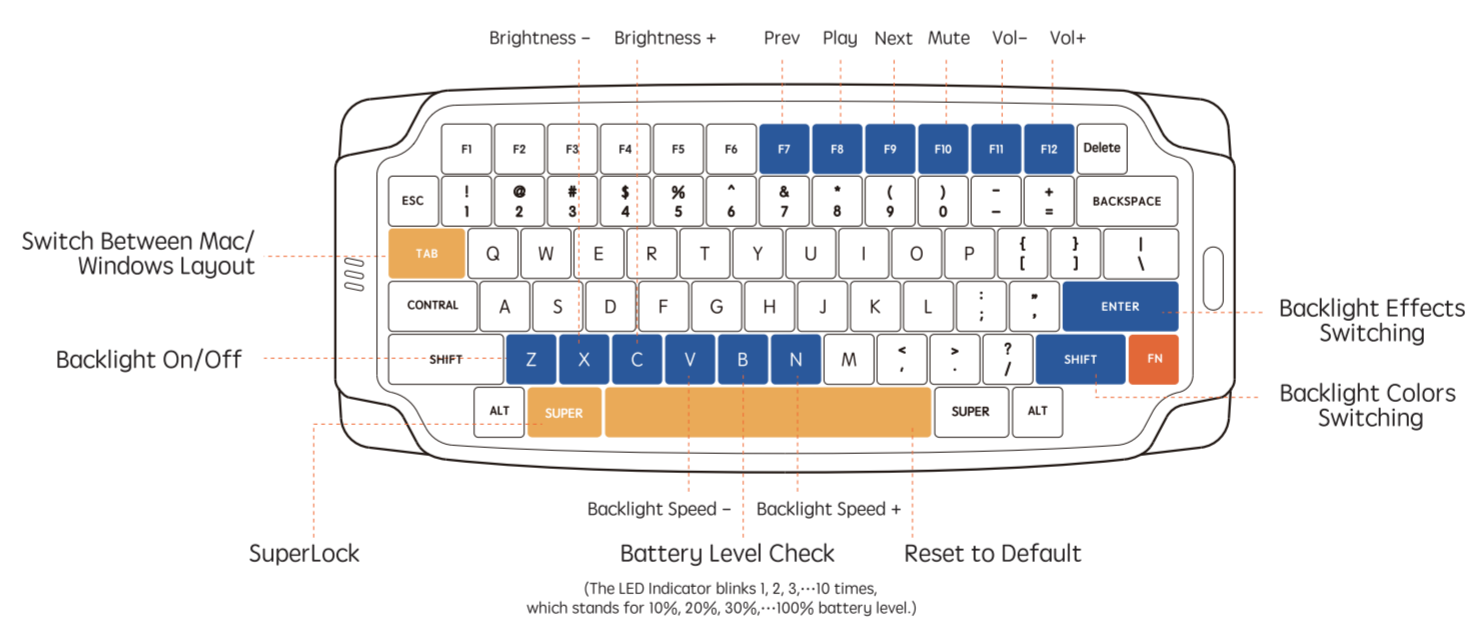 Brightness – Brightness + Prev Play Next Mute Vol– Vol+
F1 F2 F3 F4 F5 F6 F7 F8 F9 F10 F11 F12 Delete
! @ # $ % ^ & * ( ) – +
ESC 1 2 3 4 5 6 7 8 9 0 – = BACKSPACE
Switch Between Mac/
Windows Layout
TAB Q W E R T Y U I O P { [ } ] | \
CONTRAL A S D F G H J K L : ; " , ENTER
Backlight Effects
Switching
Backlight On/Off
SHIFT Z X C V B N M < , > . ? / SHIFT FN
Backlight Colors
Switching
ALT SUPER SUPER ALT
Backlight Speed – Backlight Speed +
SuperLock Battery Level Check Reset to Default
(The LED Indicator blinks 1, 2, 3,···10 times,
which stands for 10%, 20%, 30%,···100% battery level.)